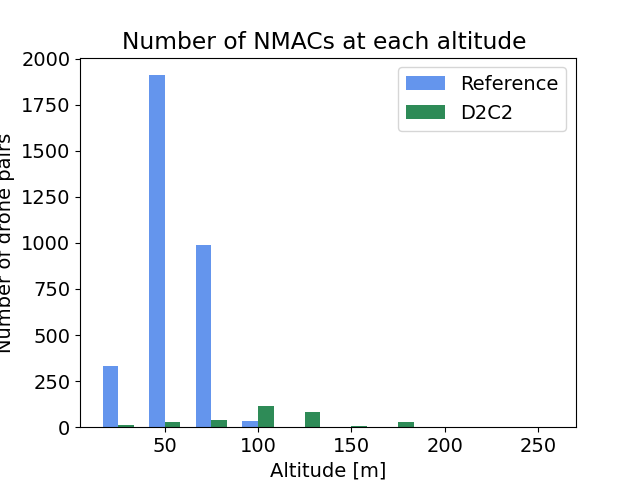 Number of NMACs at each altitude
Number of drone pairs
2000
1750
1500
1250
1000
750
500
250
0
Reference
D2C2
50
100
150
200
250
Altitude [m]